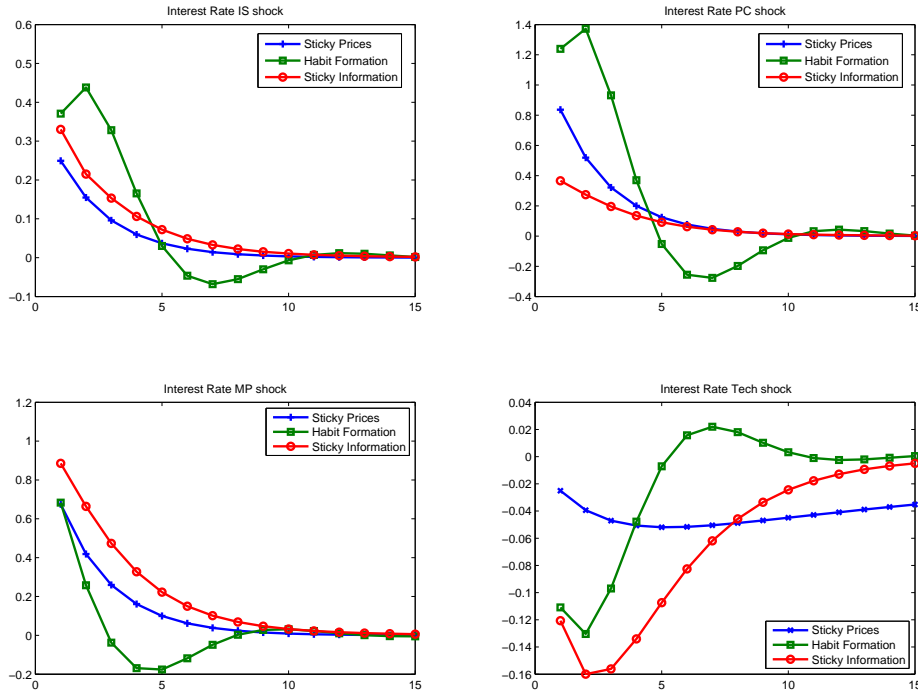 Interest Rate IS shock
0.6
0.5
0.4
0.3
0.2
0.1
0
−0.1
0 5 10 15
Sticky Prices
Habit Formation
Sticky Information
Interest Rate PC shock
1.4
1.2
1
0.8
0.6
0.4
0.2
0
−0.2
−0.4
0 5 10 15
Sticky Prices
Habit Formation
Sticky Information
Interest Rate MP shock
1.2
1
0.8
0.6
0.4
0.2
0
−0.2
0 5 10 15
Sticky Prices
Habit Formation
Sticky Information
Interest Rate Tech shock
0.04
0.02
0
−0.02
−0.04
−0.06
−0.08
−0.1
−0.12
−0.14
−0.16
0 5 10 15
Sticky Prices
Habit Formation
Sticky Information